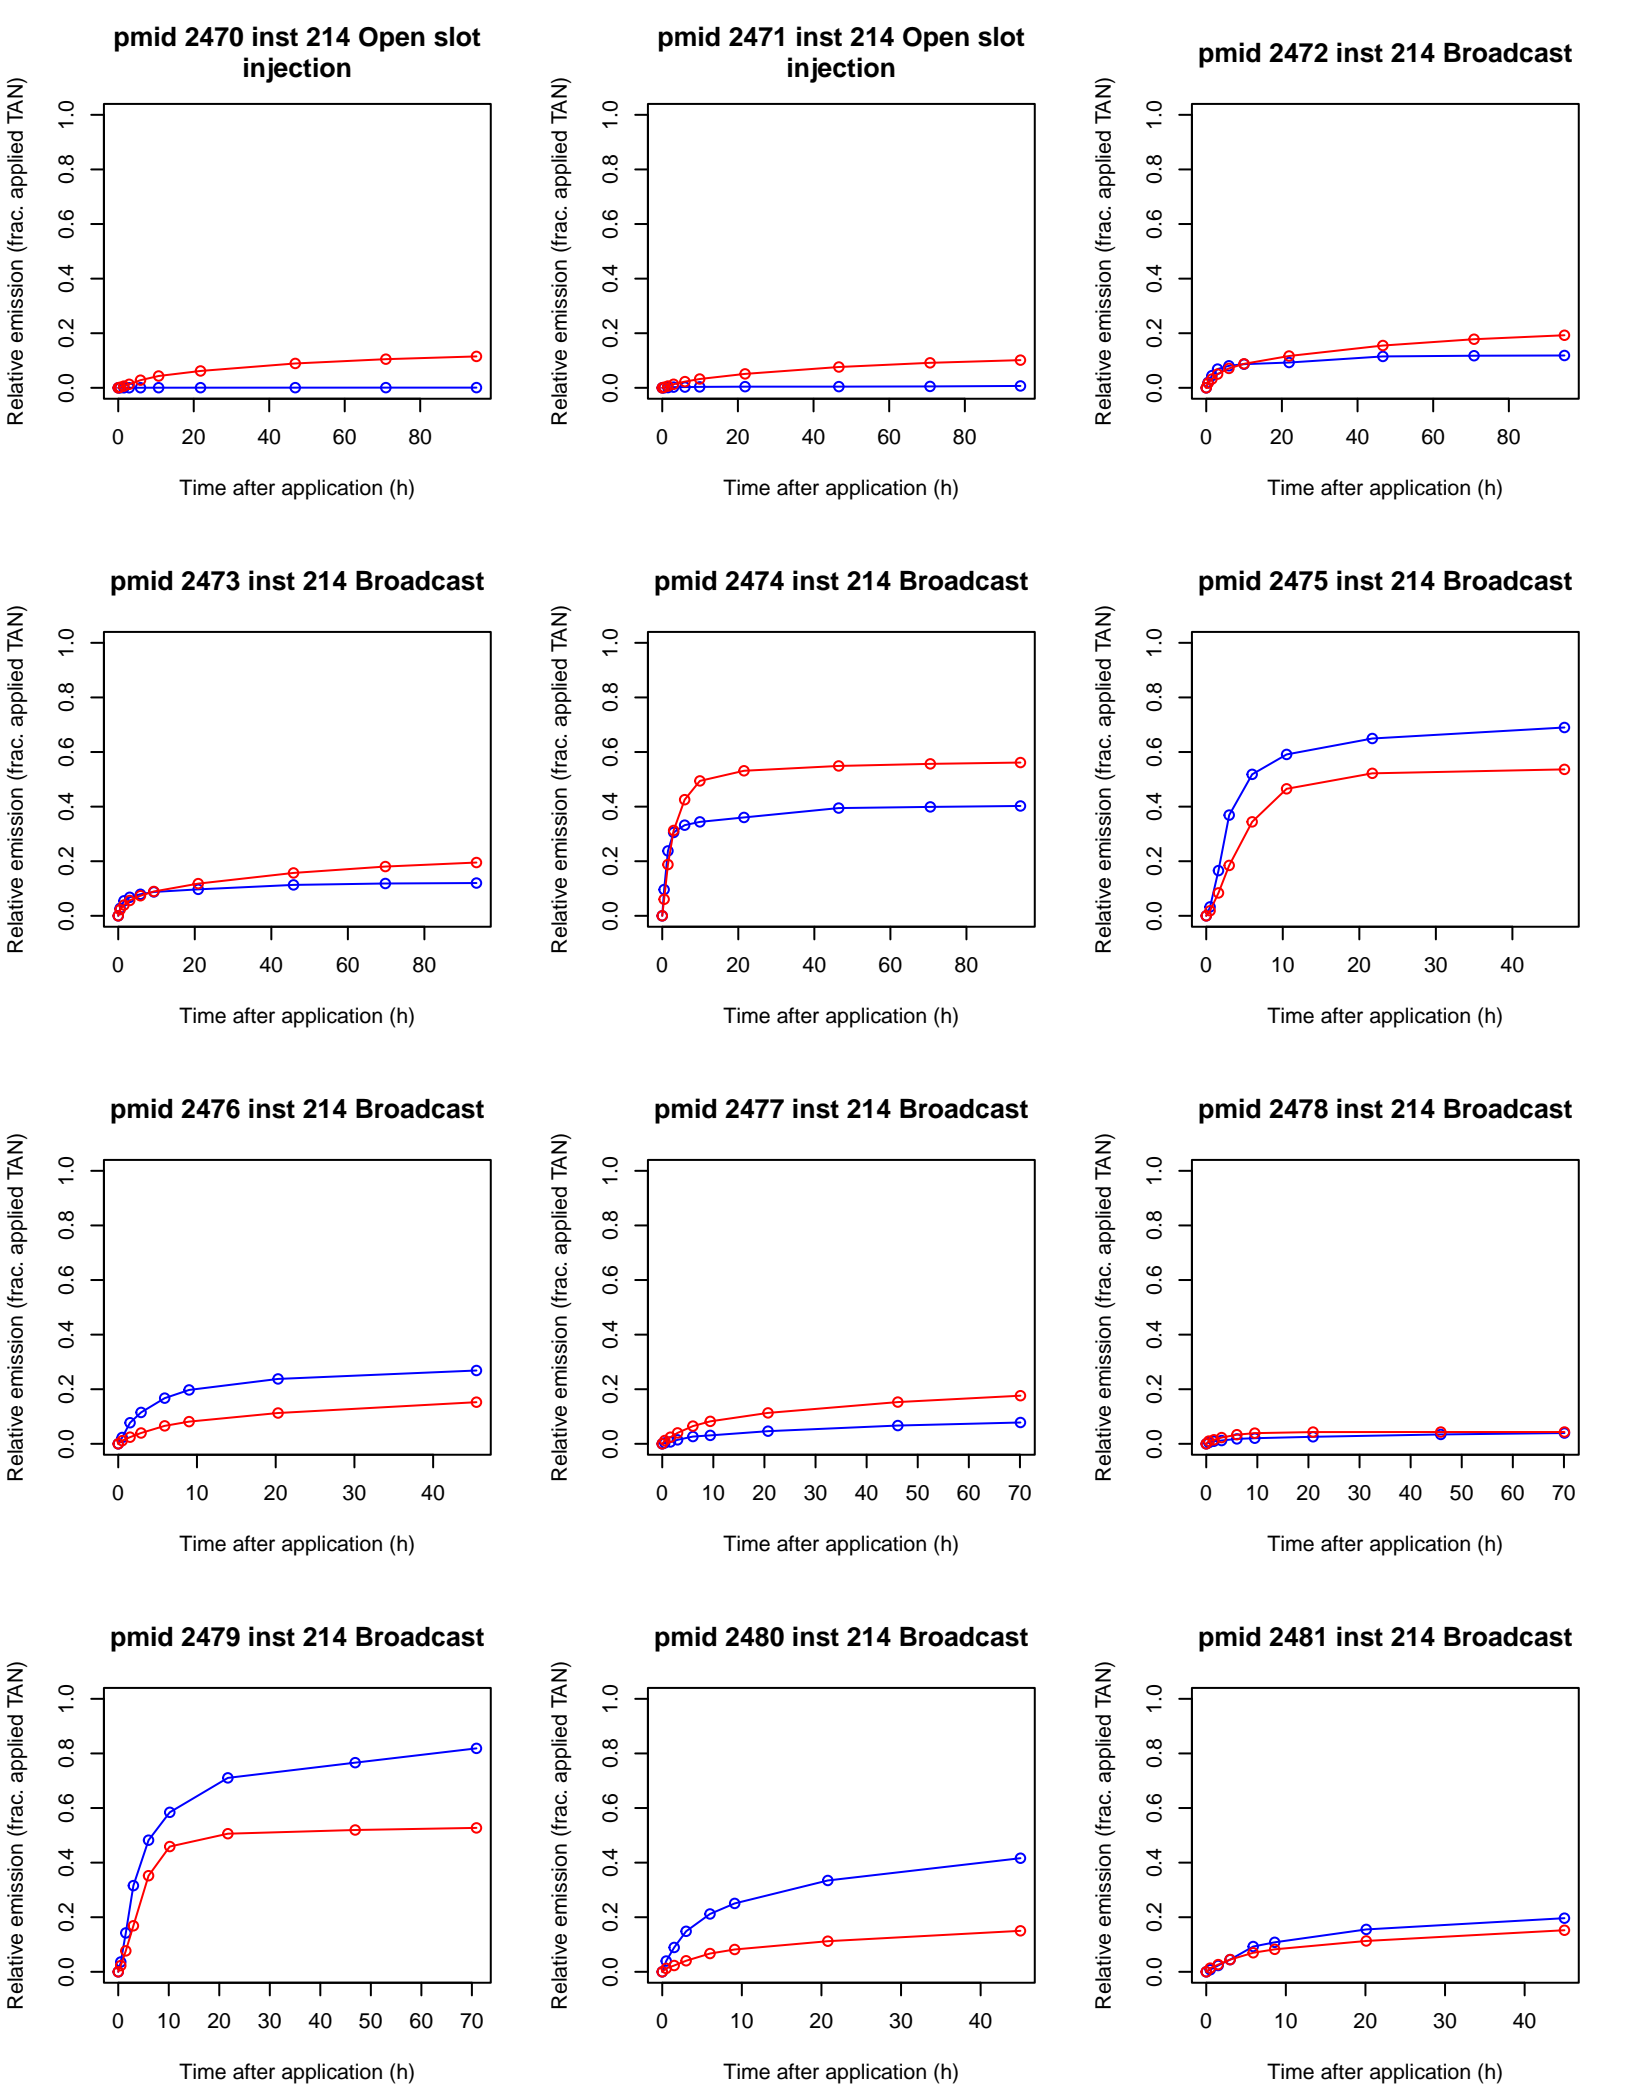 pmid 2470 inst 214 Open slot
injection
Relative emission (frac. applied TAN)
1.0
0.8
0.6
0.4
0.2
0.0
0 20 40 60 80
Time after application (h)
pmid 2471 inst 214 Open slot
injection
Relative emission (frac. applied TAN)
1.0
0.8
0.6
0.4
0.2
0.0
0 20 40 60 80
Time after application (h)
pmid 2472 inst 214 Broadcast
Relative emission (frac. applied TAN)
1.0
0.8
0.6
0.4
0.2
0.0
0 20 40 60 80
Time after application (h)
pmid 2473 inst 214 Broadcast
Relative emission (frac. applied TAN)
1.0
0.8
0.6
0.4
0.2
0.0
0 20 40 60 80
Time after application (h)
pmid 2474 inst 214 Broadcast
Relative emission (frac. applied TAN)
1.0
0.8
0.6
0.4
0.2
0.0
0 20 40 60 80
Time after application (h)
pmid 2475 inst 214 Broadcast
Relative emission (frac. applied TAN)
1.0
0.8
0.6
0.4
0.2
0.0
0 10 20 30 40
Time after application (h)
pmid 2476 inst 214 Broadcast
Relative emission (frac. applied TAN)
1.0
0.8
0.6
0.4
0.2
0.0
0 10 20 30 40
Time after application (h)
pmid 2477 inst 214 Broadcast
Relative emission (frac. applied TAN)
1.0
0.8
0.6
0.4
0.2
0.0
0 10 20 30 40 50 60 70
Time after application (h)
pmid 2478 inst 214 Broadcast
Relative emission (frac. applied TAN)
1.0
0.8
0.6
0.4
0.2
0.0
0 10 20 30 40 50 60 70
Time after application (h)
pmid 2479 inst 214 Broadcast
Relative emission (frac. applied TAN)
1.0
0.8
0.6
0.4
0.2
0.0
0 10 20 30 40 50 60 70
Time after application (h)
pmid 2480 inst 214 Broadcast
Relative emission (frac. applied TAN)
1.0
0.8
0.6
0.4
0.2
0.0
0 10 20 30 40
Time after application (h)
pmid 2481 inst 214 Broadcast
Relative emission (frac. applied TAN)
1.0
0.8
0.6
0.4
0.2
0.0
0 10 20 30 40
Time after application (h)